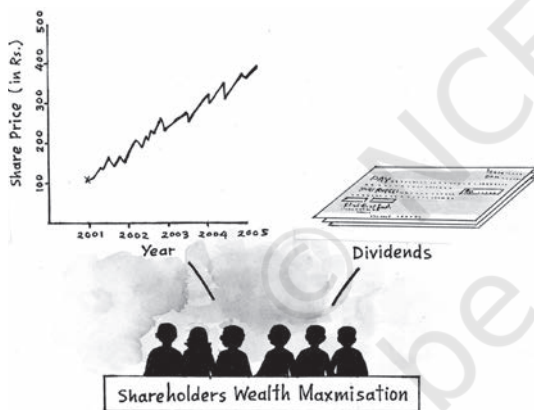 Share Price (in Rs.)
500
400
300
200
100
2001 2002 2003 2004 2005
Year
PAY
Dividends
Shareholders Wealth Maxmisation